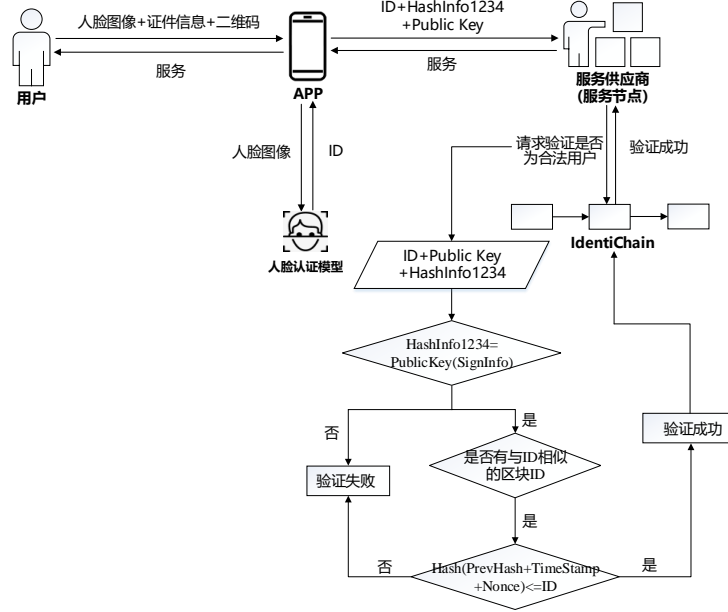 人脸图像+证件信息+二维码
服务
用户
APP
ID+HashInfo1234
+Public Key
服务
服务供应商
(服务节点)
人脸图像
ID
人脸认证模型
请求验证是否
为合法用户
验证成功
IdentiChain
ID+Public Key
+HashInfo1234
HashInfo1234=
PublicKey(SignInfo)
否
是
验证失败
是否有与ID相似
的区块ID
验证成功
是
否
Hash(PrevHash+TimeStamp
+Nonce)<=ID
是